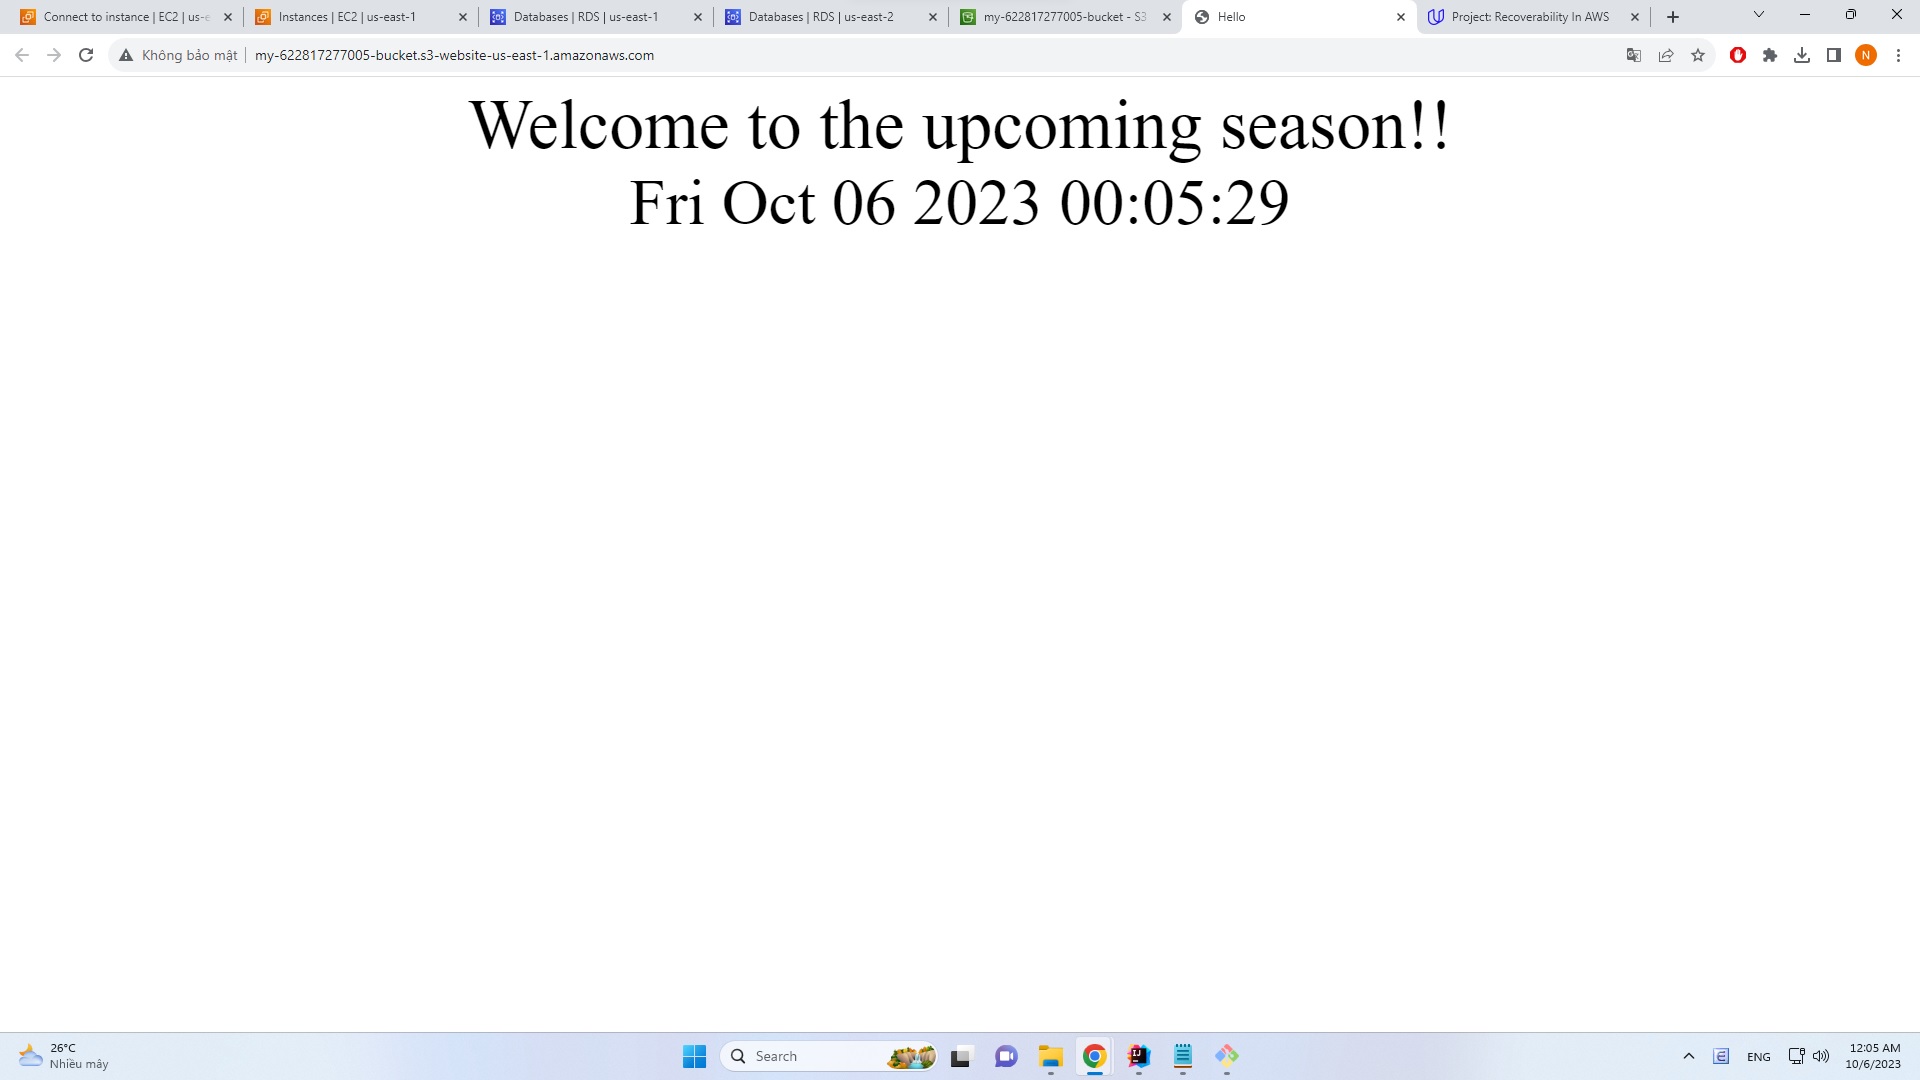 Connect to instance | EC2 | us-e
Instances | EC2 | us-east-1
Databases | RDS | us-east-1
Databases | RDS | us-east-2
my-622817277005-bucket - S3
Hello
Project: Recoverability In AWS
Không bảo mật
my-622817277005-bucket.s3-website-us-east-1.amazonaws.com
N
Welcome to the upcoming season!!
Fri Oct 06 2023 00:05:29
26°C
Nhiều mây
Search
ENG
12:05 AM
10/6/2023